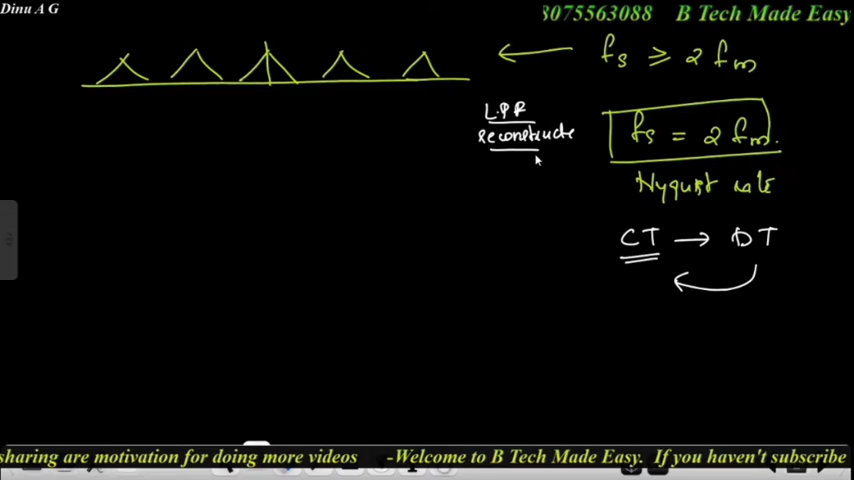 Dinu A G
8075563088 B Tech Made Easy
fs ≥ 2 fm
L.P.F
reconstructe
fs = 2 fm.
Nyquist rate
CT → DT
sharing are motivation for doing more videos -Welcome to B Tech Made Easy. If you haven't subscribe